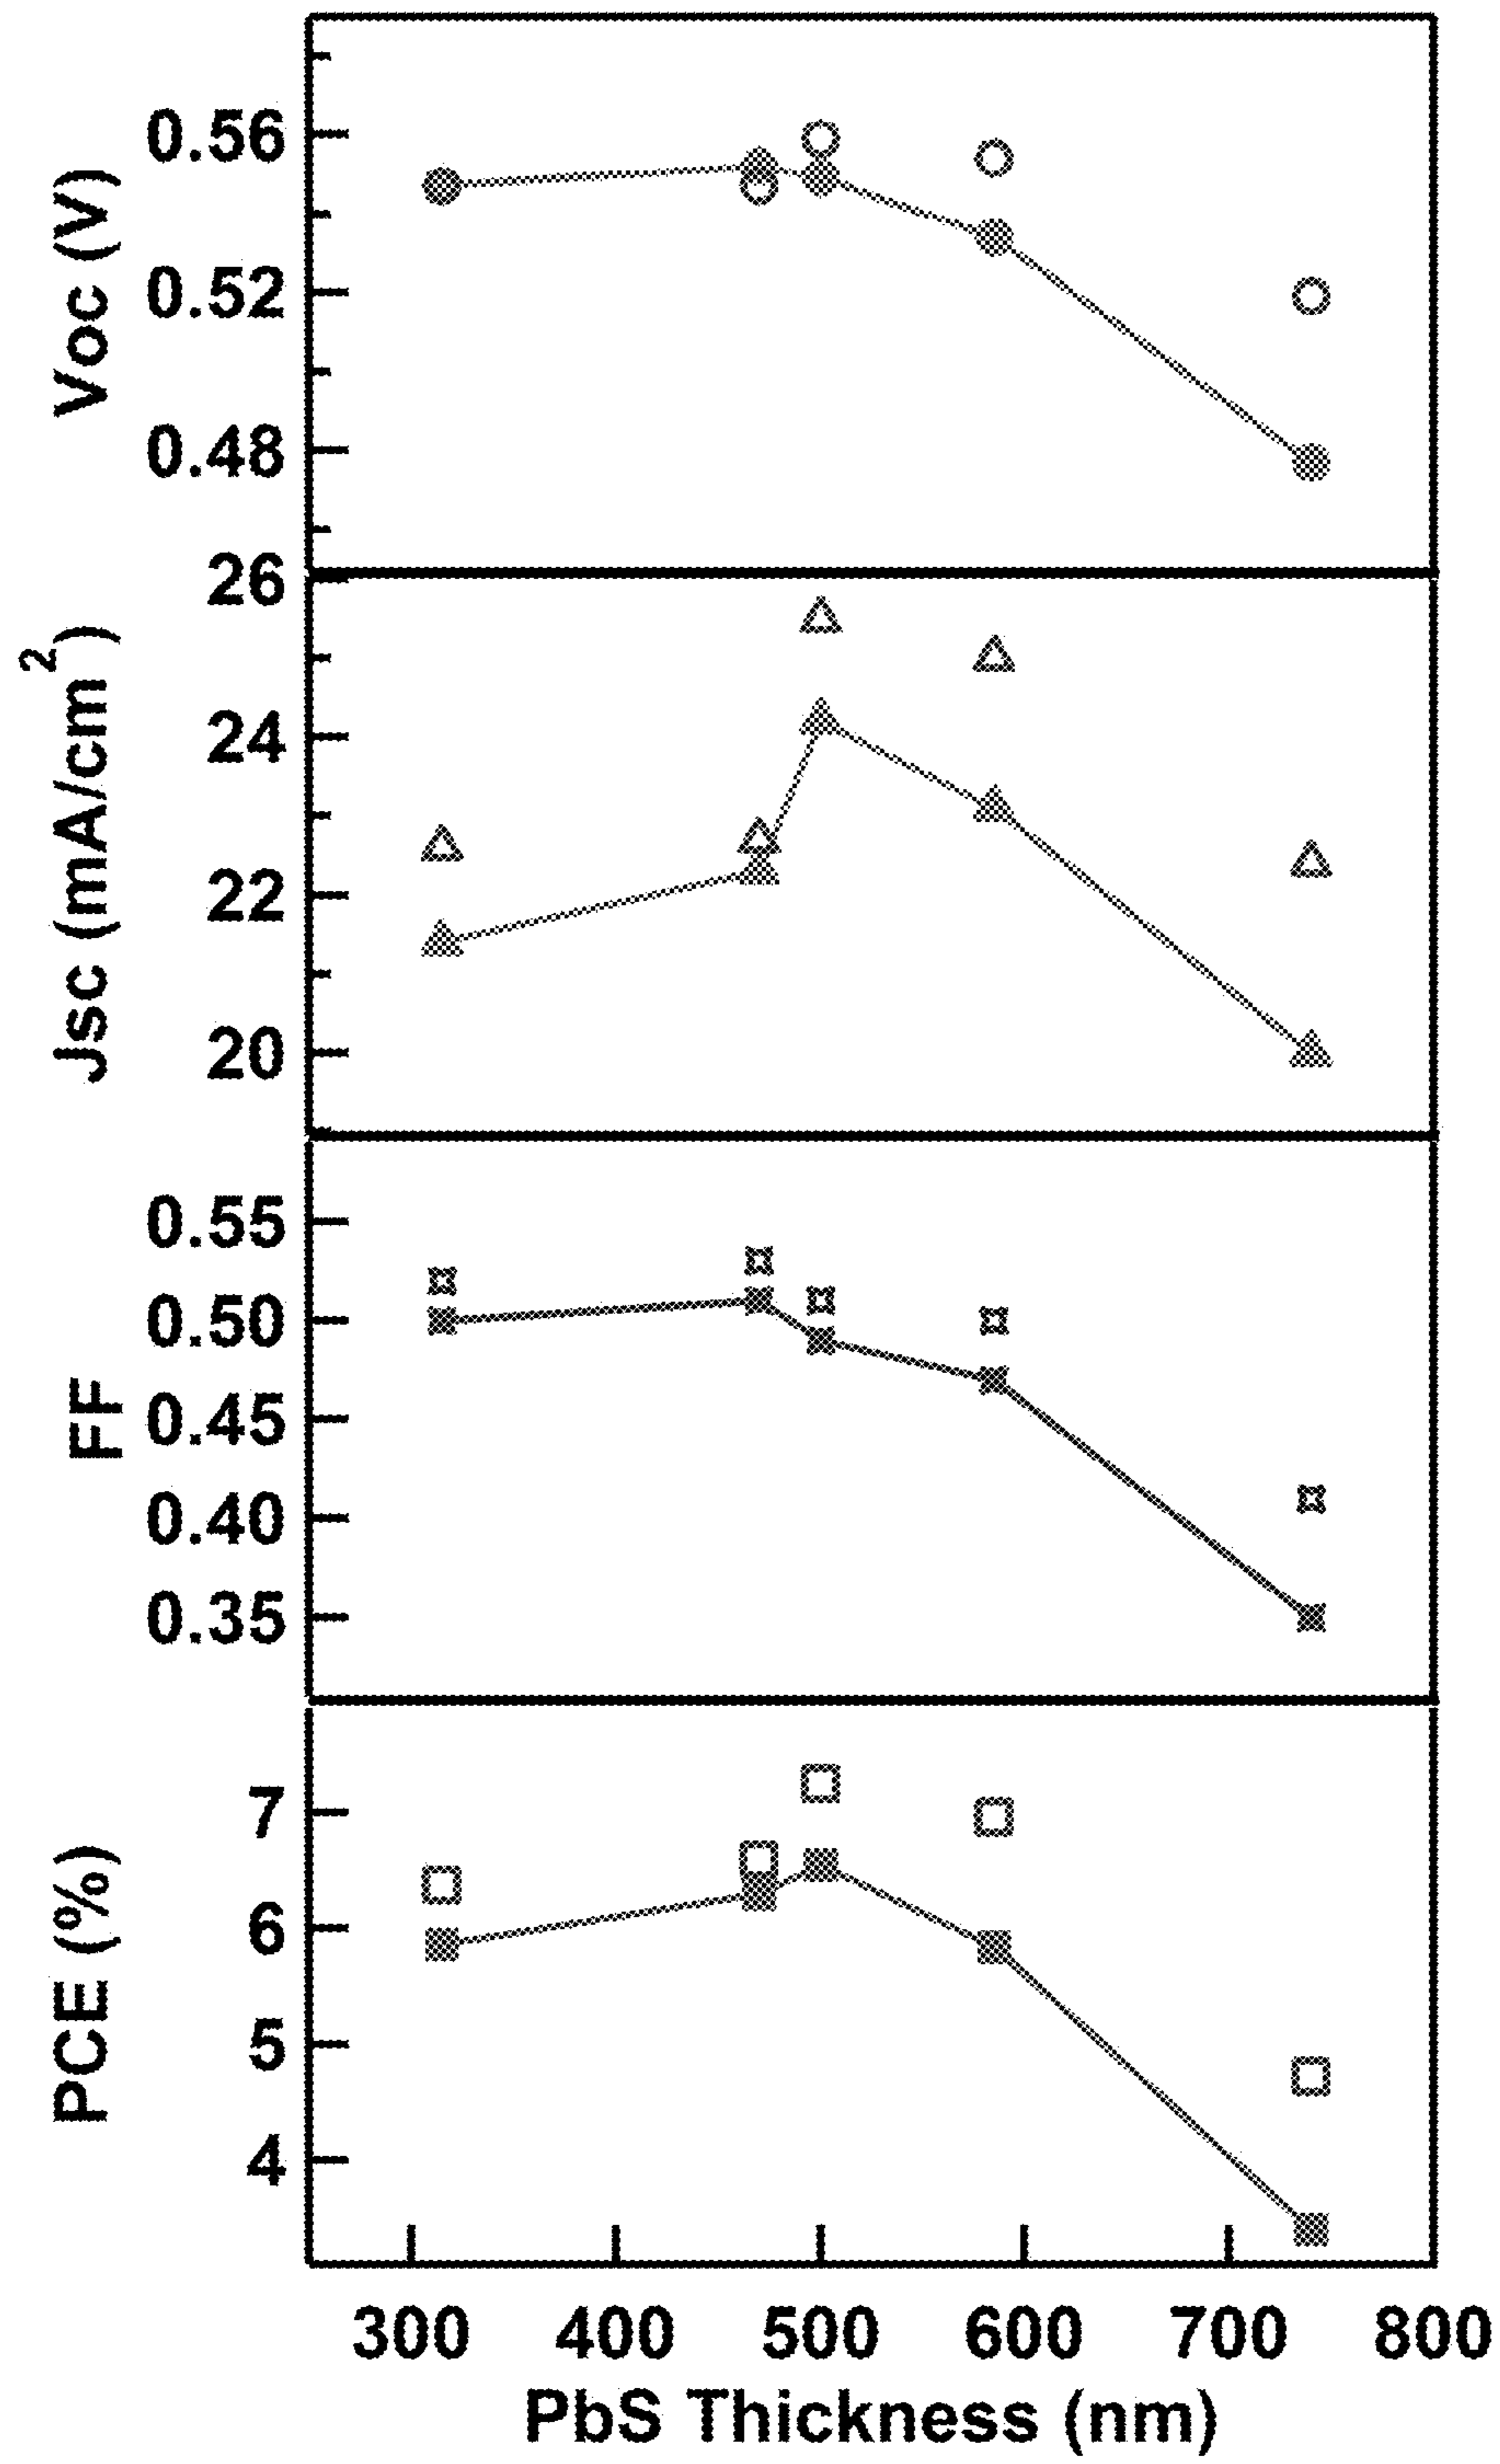 Voc (V)
0.56
0.52
0.48
Jsc (mA/cm²)
26
24
22
20
FF
0.55
0.50
0.45
0.40
0.35
PCE (%)
7
6
5
4
300 400 500 600 700 800
PbS Thickness (nm)